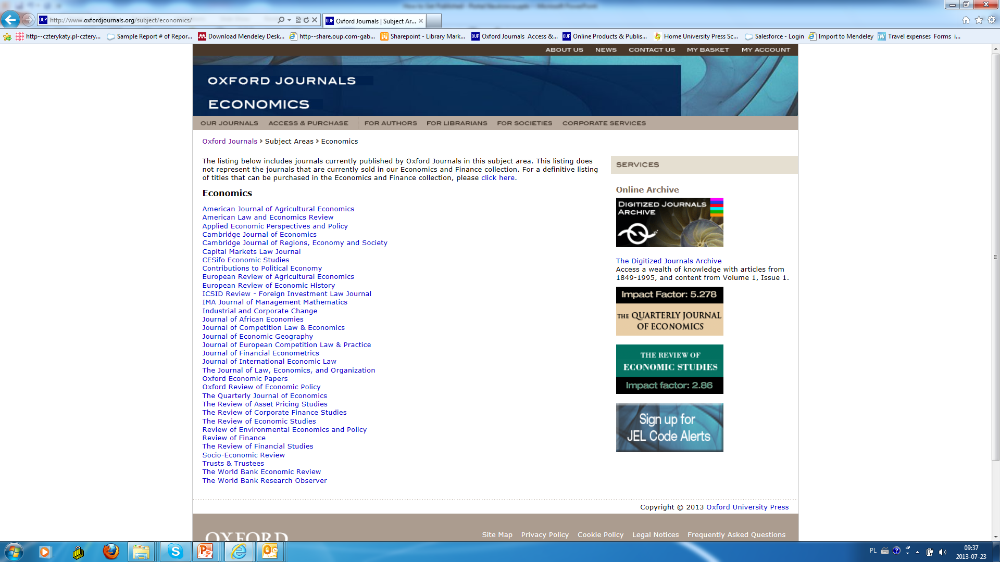 http://www.oxfordjournals.org/subject/economics/
Oxford Journals | Subject Ar...
http--czterykaty.pl-cztery...
Sample Report # of Repor...
Download Mendeley Desk...
http--share.oup.com-gab...
Sharepoint - Library Mark...
Oxford Journals  Access &...
Online Products & Publis...
Home University Press Sc...
Salesforce - Login
Import to Mendeley
Travel expenses  Forms  i...
ABOUT US
NEWS
CONTACT US
MY BASKET
MY ACCOUNT
OXFORD JOURNALS
ECONOMICS
OUR JOURNALS
ACCESS & PURCHASE
FOR AUTHORS
FOR LIBRARIANS
FOR SOCIETIES
CORPORATE SERVICES
Oxford Journals > Subject Areas > Economics
The listing below includes journals currently published by Oxford Journals in this subject area. This listing does
not represent the journals that are currently sold in our Economics and Finance collection. For a definitive listing
of titles that can be purchased in the Economics and Finance collection, please click here.
Economics
American Journal of Agricultural Economics
American Law and Economics Review
Applied Economic Perspectives and Policy
Cambridge Journal of Economics
Cambridge Journal of Regions, Economy and Society
Capital Markets Law Journal
CESifo Economic Studies
Contributions to Political Economy
European Review of Agricultural Economics
European Review of Economic History
ICSID Review - Foreign Investment Law Journal
IMA Journal of Management Mathematics
Industrial and Corporate Change
Journal of African Economies
Journal of Competition Law & Economics
Journal of Economic Geography
Journal of European Competition Law & Practice
Journal of Financial Econometrics
Journal of International Economic Law
The Journal of Law, Economics, and Organization
Oxford Economic Papers
Oxford Review of Economic Policy
The Quarterly Journal of Economics
The Review of Asset Pricing Studies
The Review of Corporate Finance Studies
The Review of Economic Studies
Review of Environmental Economics and Policy
Review of Finance
The Review of Financial Studies
Socio-Economic Review
Trusts & Trustees
The World Bank Economic Review
The World Bank Research Observer
SERVICES
Online Archive
DIGITIZED JOURNALS
ARCHIVE
The Digitized Journals Archive
Access a wealth of knowledge with articles from
1849-1995, and content from Volume 1, Issue 1.
Impact Factor: 5.278
THE QUARTERLY JOURNAL
OF ECONOMICS
THE REVIEW OF
ECONOMIC STUDIES
Impact factor: 2.86
Sign up for
JEL Code Alerts
Copyright © 2013 Oxford University Press
OXFORD
Site Map
Privacy Policy
Cookie Policy
Legal Notices
Frequently Asked Questions
PL
09:37
2013-07-23